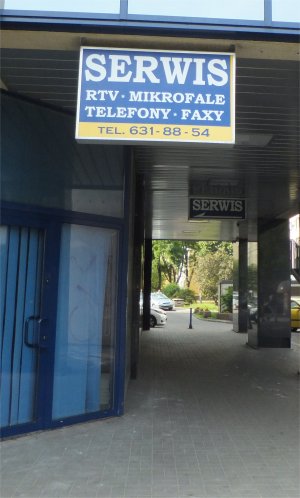 SERWIS
RTV · MIKROFALE
TELEFONY · FAXY
TEL. 631-88-54
SERWIS